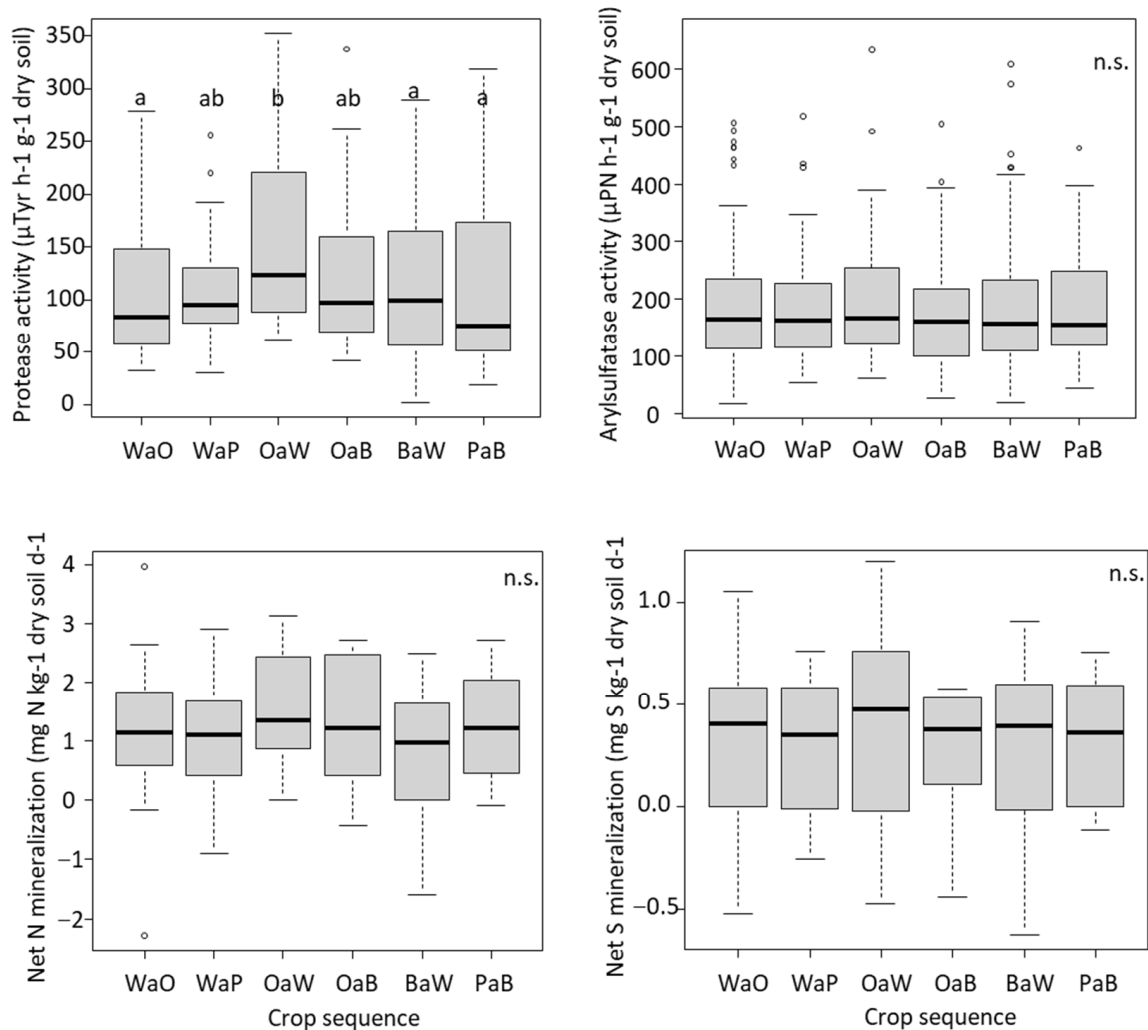 Protease activity (µTyr h-1 g-1 dry soil)
350
300
250
200
150
100
50
0
a ab b ab a a
WaO WaP OaW OaB BaW PaB
Arylsulfatase activity (µPN h-1 g-1 dry soil)
600
500
400
300
200
100
0
n.s.
WaO WaP OaW OaB BaW PaB
Net N mineralization (mg N kg-1 dry soil d-1
4
3
2
1
0
−1
−2
n.s.
WaO WaP OaW OaB BaW PaB
Crop sequence
Net S mineralization (mg S kg-1 dry soil d-1
1.0
0.5
0.0
−0.5
n.s.
WaO WaP OaW OaB BaW PaB
Crop sequence